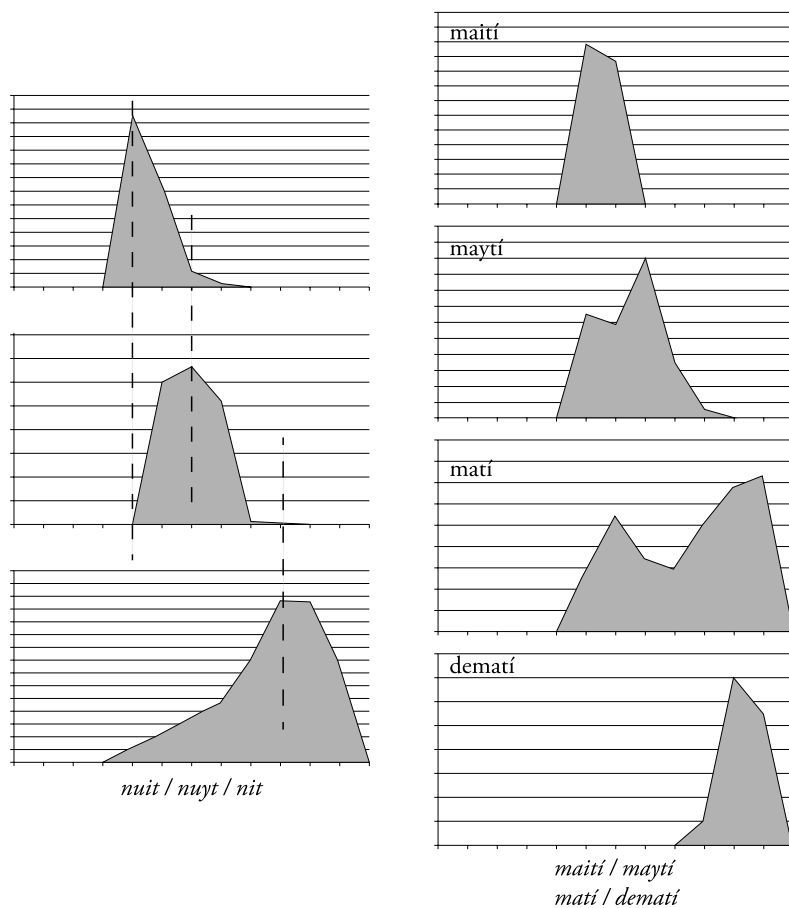 maití
maytí
matí
dematí
nuit / nuyt / nit
maití / maytí
matí / dematí